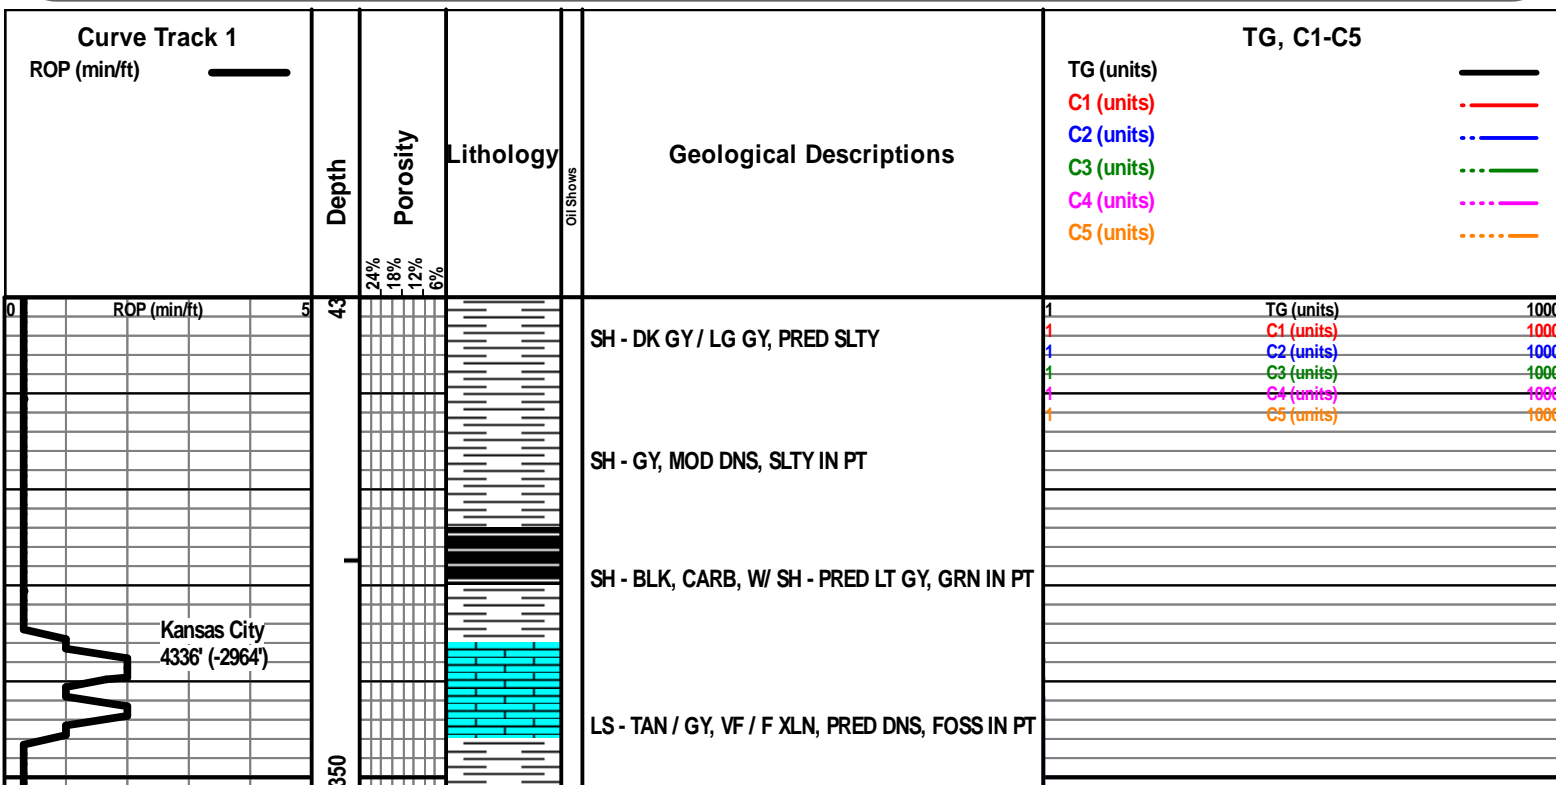 Curve Track 1
ROP (min/ft)
Depth
Porosity
24%
18%
12%
6%
Lithology
Oil Shows
Geological Descriptions
TG, C1-C5
TG (units)
C1 (units)
C2 (units)
C3 (units)
C4 (units)
C5 (units)
0 ROP (min/ft) 5
43
1 TG (units) 1000
1 C1 (units) 1000
1 C2 (units) 1000
1 C3 (units) 1000
1 C4 (units) 1000
1 C5 (units) 1000
SH - DK GY / LG GY, PRED SLTY
SH - GY, MOD DNS, SLTY IN PT
SH - BLK, CARB, W/ SH - PRED LT GY, GRN IN PT
Kansas City
4336' (-2964')
LS - TAN / GY, VF / F XLN, PRED DNS, FOSS IN PT
350